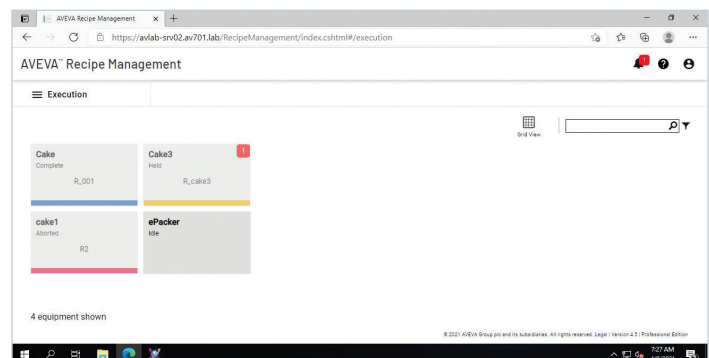 AVEVA Recipe Management
https://avlab-srv02.av701.lab/RecipeManagement/index.cshtml#/execution
AVEVA™ Recipe Management
1
Execution
Grid View
Cake
Complete
R_001
Cake3
1
Held
R_cake3
cake1
Aborted
R2
ePacker
Idle
4 equipment shown
© 2021 AVEVA Group plc and its subsidiaries. All rights reserved. Legal | Version 4.5 | Professional Edition
7:27 AM